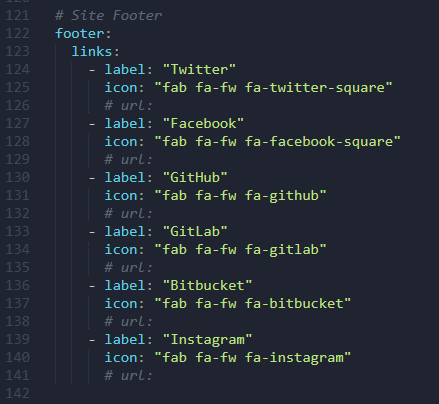 121 # Site Footer
122 footer:
123   links:
124     - label: "Twitter"
125       icon: "fab fa-fw fa-twitter-square"
126       # url:
127     - label: "Facebook"
128       icon: "fab fa-fw fa-facebook-square"
129       # url:
130     - label: "GitHub"
131       icon: "fab fa-fw fa-github"
132       # url:
133     - label: "GitLab"
134       icon: "fab fa-fw fa-gitlab"
135       # url:
136     - label: "Bitbucket"
137       icon: "fab fa-fw fa-bitbucket"
138       # url:
139     - label: "Instagram"
140       icon: "fab fa-fw fa-instagram"
141       # url:
142